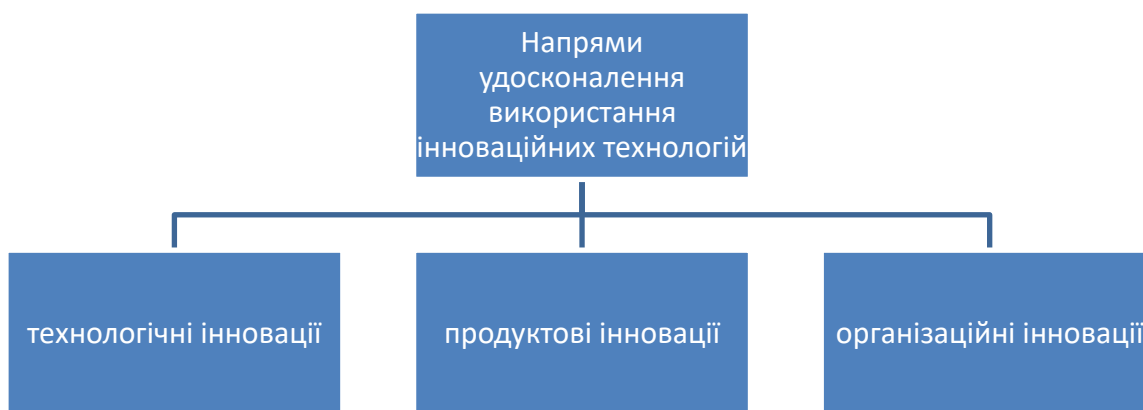 Напрями
удосконалення
використання
інноваційних технологій
технологічні інновації
продуктові інновації
організаційні інновації